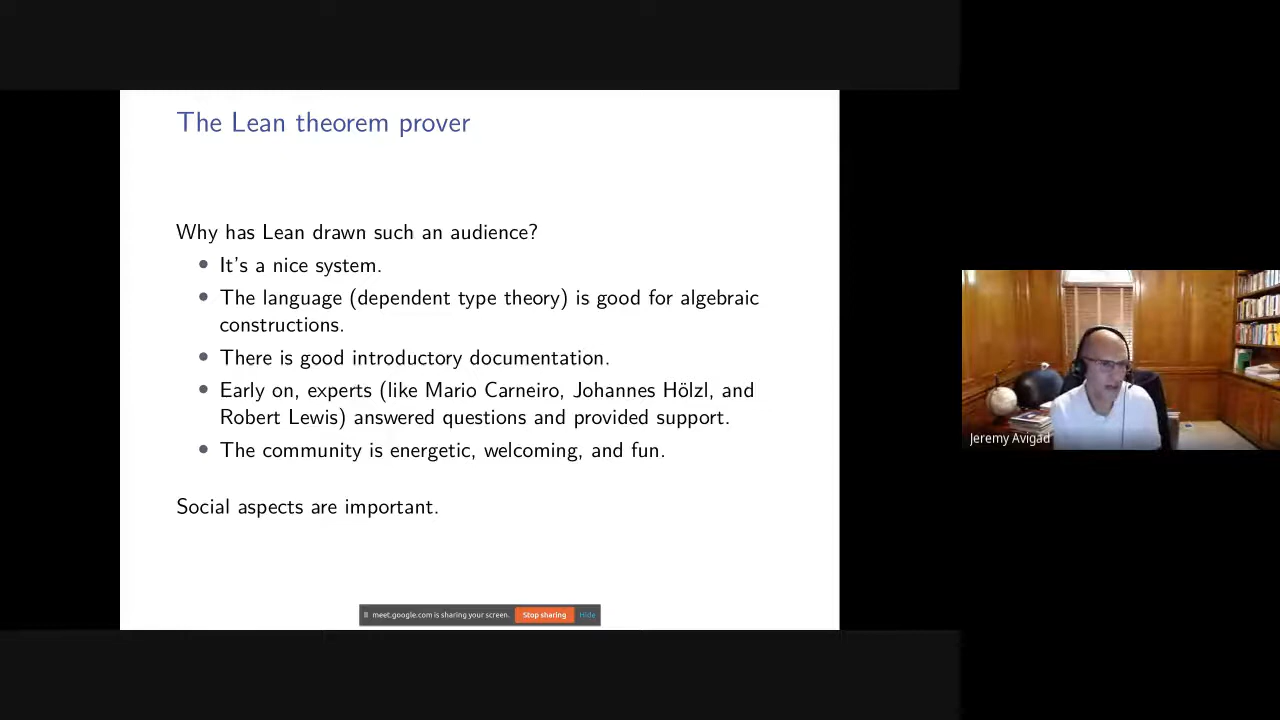 The Lean theorem prover
Why has Lean drawn such an audience?
• It's a nice system.
• The language (dependent type theory) is good for algebraic
constructions.
• There is good introductory documentation.
• Early on, experts (like Mario Carneiro, Johannes Hölzl, and
Robert Lewis) answered questions and provided support.
• The community is energetic, welcoming, and fun.
Social aspects are important.
meet.google.com is sharing your screen. Stop sharing Hide
Jeremy Avigad